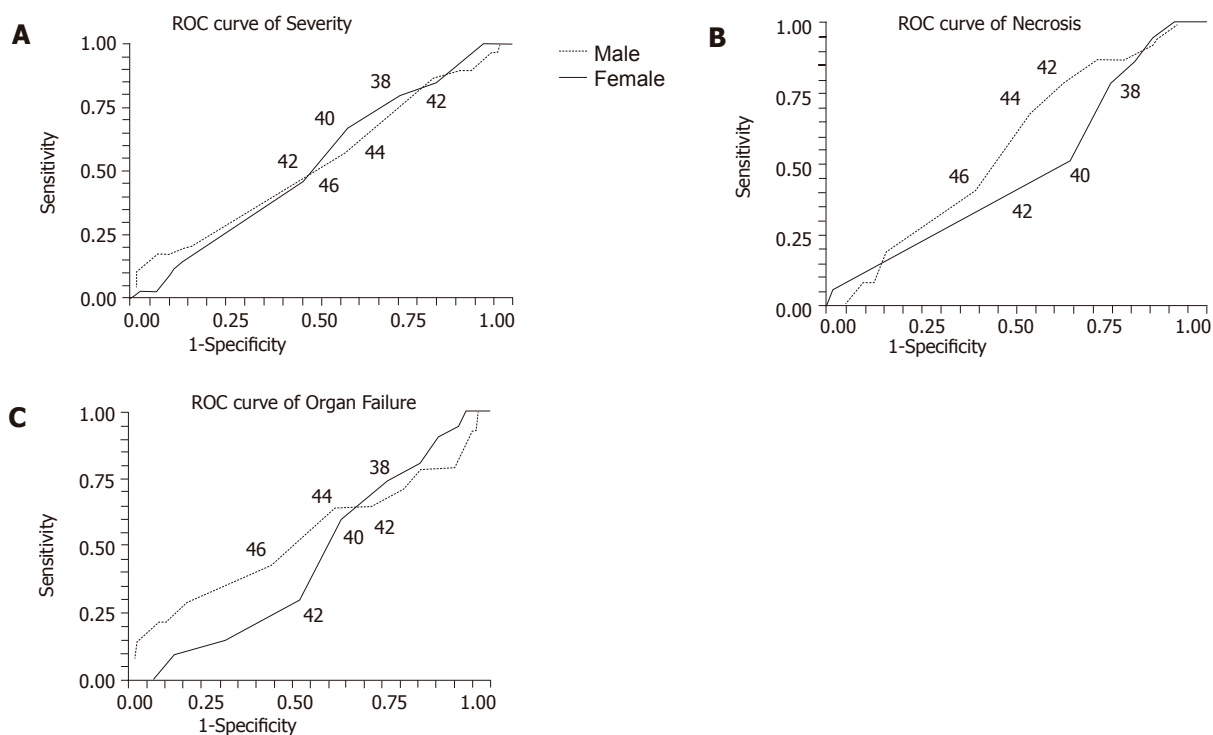 A
ROC curve of Severity
1.00
0.75
0.50
0.25
0.00
Sensitivity
38
40
42
42
44
46
0.00 0.25 0.50 0.75 1.00
1-Specificity
Male
Female
B
ROC curve of Necrosis
1.00
0.75
0.50
0.25
0.00
Sensitivity
42
44
38
46
40
42
0.00 0.25 0.50 0.75 1.00
1-Specificity
C
ROC curve of Organ Failure
1.00
0.75
0.50
0.25
0.00
Sensitivity
38
44
42
40
46
42
0.00 0.25 0.50 0.75 1.00
1-Specificity